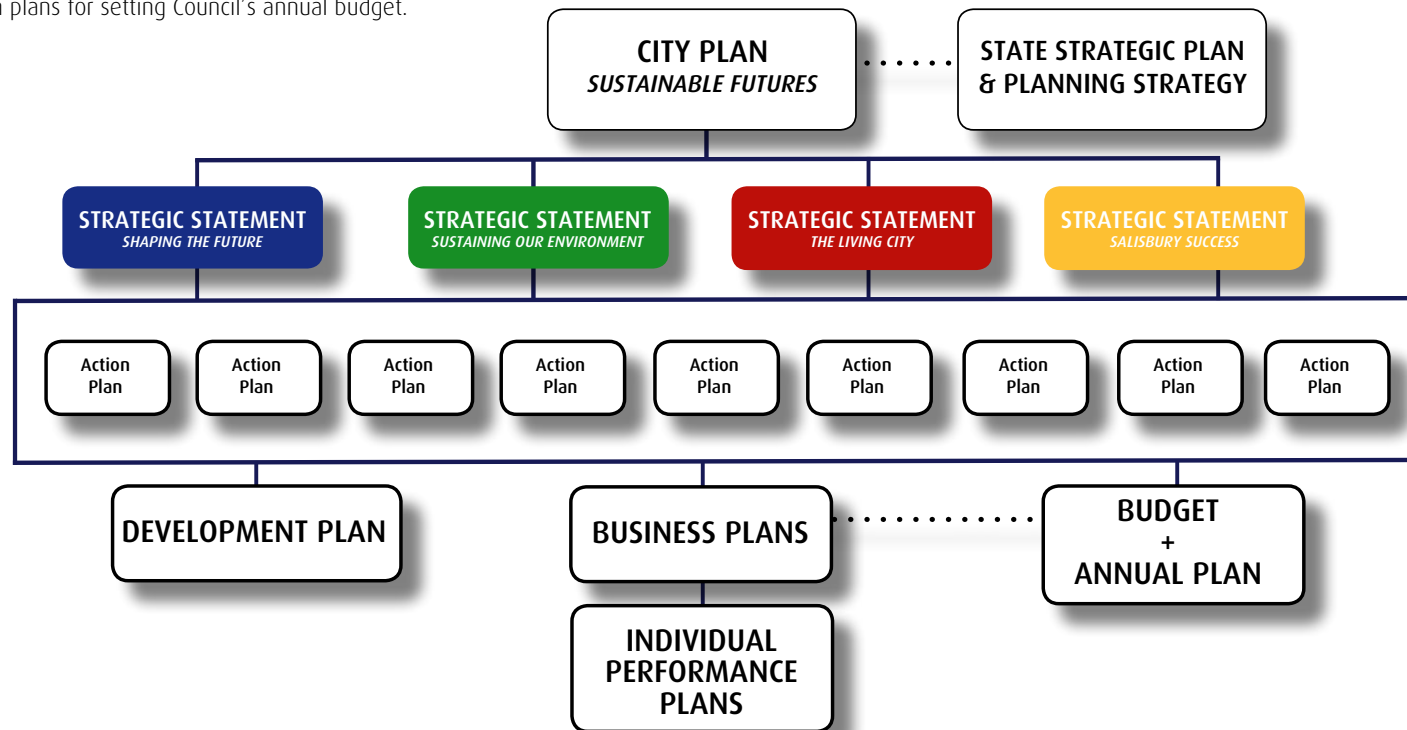 plans for setting Council's annual budget.
CITY PLAN
SUSTAINABLE FUTURES
STATE STRATEGIC PLAN
& PLANNING STRATEGY
STRATEGIC STATEMENT
SHAPING THE FUTURE
STRATEGIC STATEMENT
SUSTAINING OUR ENVIRONMENT
STRATEGIC STATEMENT
THE LIVING CITY
STRATEGIC STATEMENT
SALISBURY SUCCESS
Action
Plan
Action
Plan
Action
Plan
Action
Plan
Action
Plan
Action
Plan
Action
Plan
Action
Plan
Action
Plan
DEVELOPMENT PLAN
BUSINESS PLANS
BUDGET
+
ANNUAL PLAN
INDIVIDUAL
PERFORMANCE
PLANS